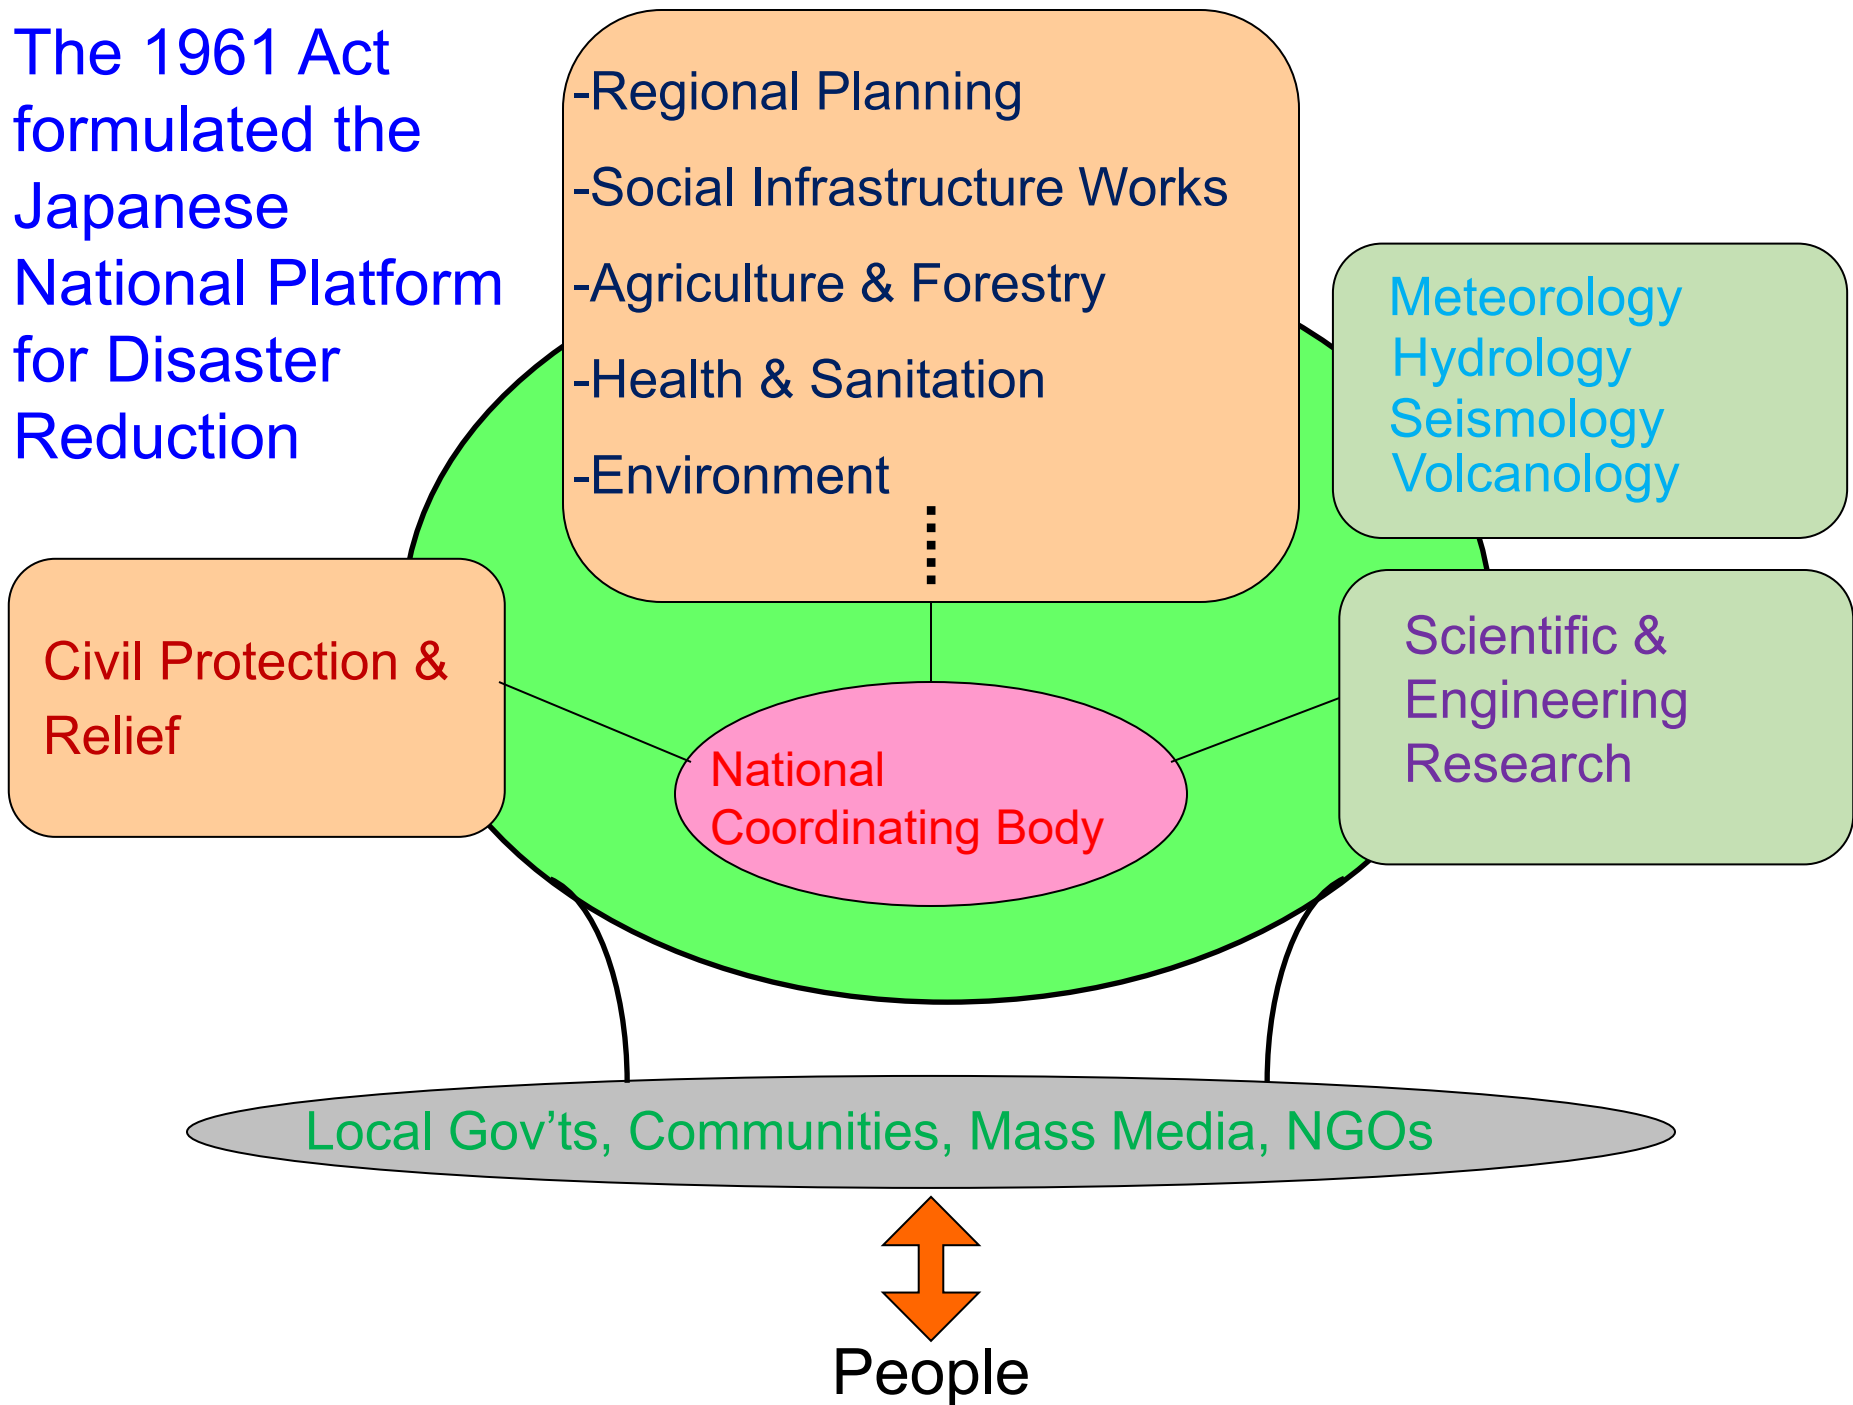 The 1961 Act
formulated the
Japanese
National Platform
for Disaster
Reduction
-Regional Planning
-Social Infrastructure Works
-Agriculture & Forestry
-Health & Sanitation
-Environment
Meteorology
Hydrology
Seismology
Volcanology
Civil Protection &
Relief
Scientific &
Engineering
Research
National
Coordinating Body
Local Gov’ts, Communities, Mass Media, NGOs
People